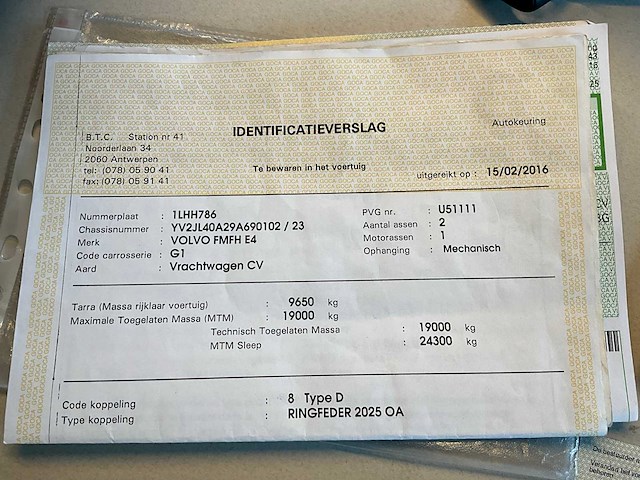 IDENTIFICATIEVERSLAG
Autokeuring
B.T.C. Station nr 41
Noorderlaan 34
2060 Antwerpen
tel: (078) 05 90 41
fax: (078) 05 91 41
Te bewaren in het voertuig
uitgereikt op : 15/02/2016
Nummerplaat : 1LHH786
Chassisnummer : YV2JL40A29A690102 / 23
Merk : VOLVO FMFH E4
Code carrosserie : G1
Aard : Vrachtwagen CV
PVG nr. : U51111
Aantal assen : 2
Motorassen : 1
Ophanging : Mechanisch
Tarra (Massa rijklaar voertuig) : 9650 kg
Maximale Toegelaten Massa (MTM) : 19000 kg
Technisch Toegelaten Massa : 19000 kg
MTM Sleep : 24300 kg
Code koppeling : 8 Type D
Type koppeling : RINGFEDER 2025 OA
De bestuurder